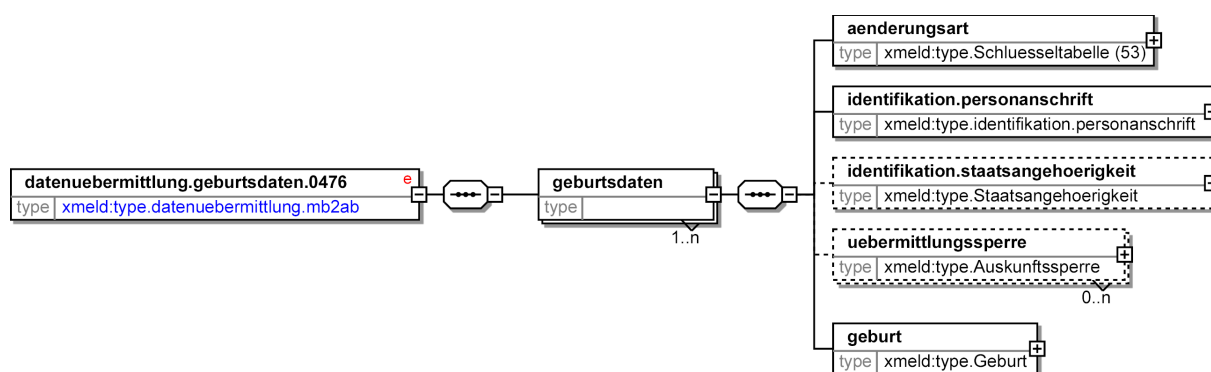 aenderungsart
type xmeld:type.Schluesseltabelle (53)
identifikation.personanschrift
type xmeld:type.identifikation.personanschrift
datenuebermittlung.geburtsdaten.0476 e
type xmeld:type.datenuebermittlung.mb2ab
geburtsdaten
type
1..n
identifikation.staatsangehoerigkeit
type xmeld:type.Staatsangehoerigkeit
uebermittlungssperre
type xmeld:type.Auskunftssperre
0..n
geburt
type xmeld:type.Geburt